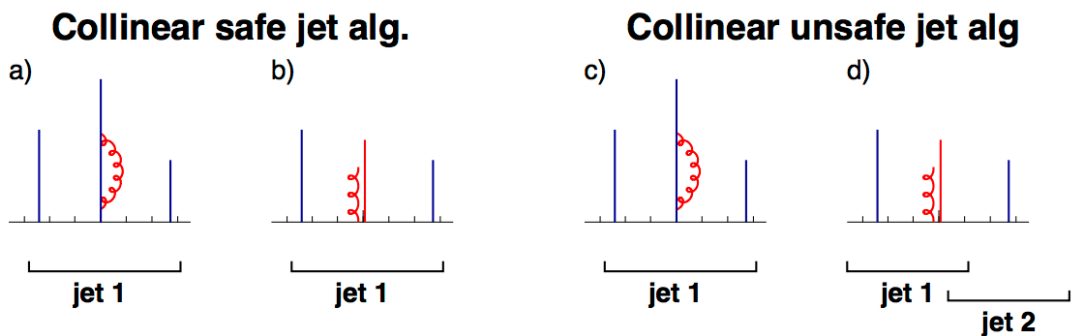 Collinear safe jet alg.
Collinear unsafe jet alg
a)
b)
c)
d)
jet 1
jet 1
jet 1
jet 1
jet 2